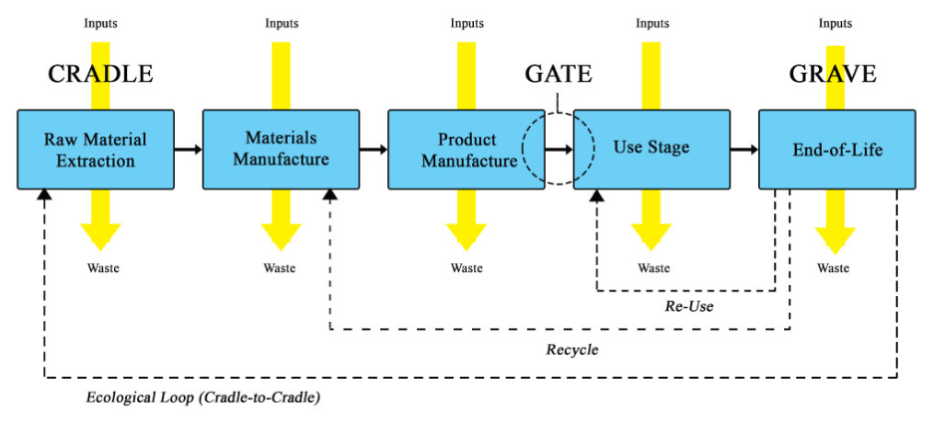 Inputs
Inputs
Inputs
Inputs
Inputs
CRADLE
GATE
GRAVE
Raw Material
Extraction
Materials
Manufacture
Product
Manufacture
Use Stage
End-of-Life
Waste
Waste
Waste
Waste
Waste
Re-Use
Recycle
Ecological Loop (Cradle-to-Cradle)